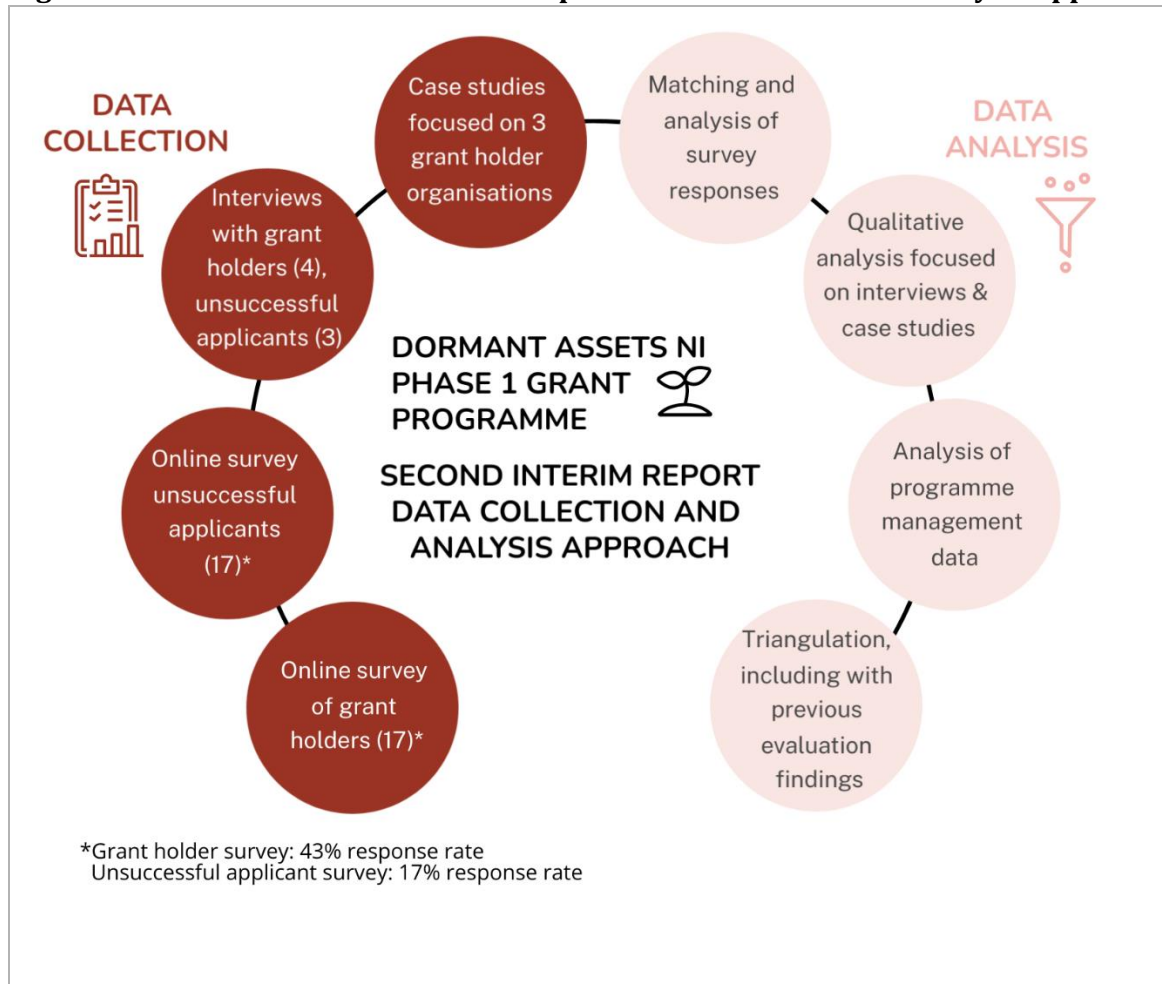 DATA
COLLECTION
Case studies
focused on 3
grant holder
organisations
Matching and
analysis of
survey
responses
DATA
ANALYSIS
Interviews
with grant
holders (4),
unsuccessful
applicants (3)
Qualitative
analysis focused
on interviews &
case studies
DORMANT ASSETS NI
PHASE 1 GRANT
PROGRAMME
SECOND INTERIM REPORT
DATA COLLECTION AND
ANALYSIS APPROACH
Online survey
unsuccessful
applicants
(17)*
Analysis of
programme
management
data
Online survey
of grant
holders (17)*
Triangulation,
including with
previous
evaluation
findings
*Grant holder survey: 43% response rate
Unsuccessful applicant survey: 17% response rate